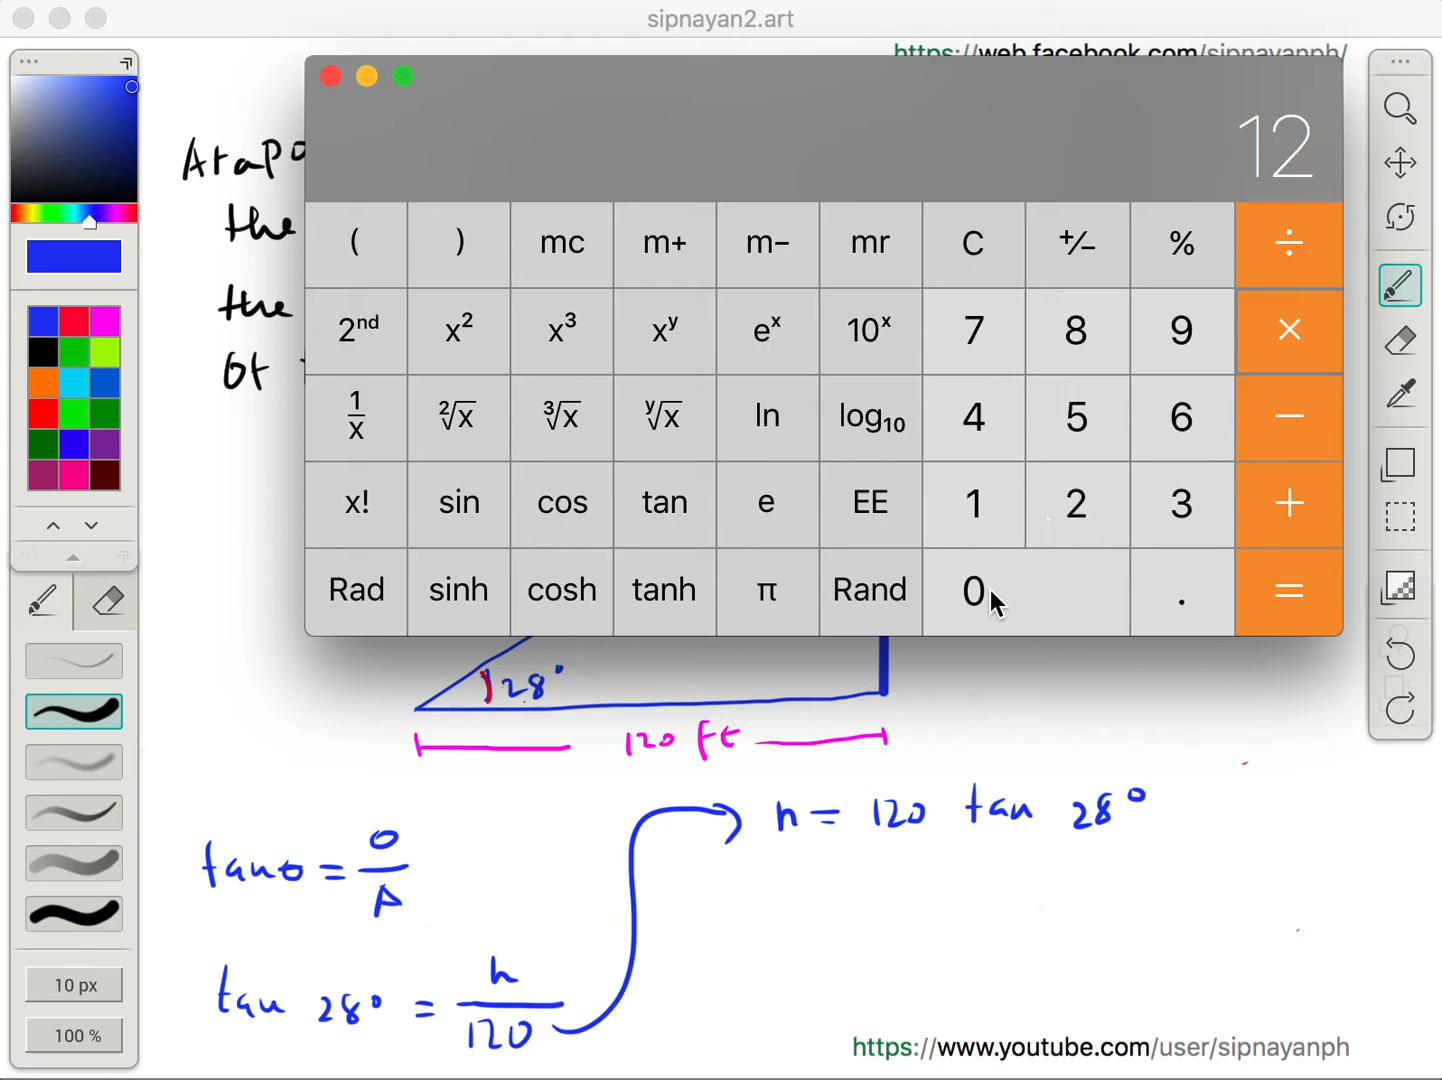 sipnayan2.art
https://web.facebook.com/sipnayanph/
the
the
12
( ) mc m+ m− mr C +/− % ÷
2nd x² x³ xʸ eˣ 10ˣ 7 8 9 ×
1/x ²√x ³√x ʸ√x ln log₁₀ 4 5 6 −
x! sin cos tan e EE 1 2 3 +
Rad sinh cosh tanh π Rand 0 . =
28°
120 ft
h = 120 tan 28°
tan θ = O/A
tan 28° = h/120
10 px
100 %
https://www.youtube.com/user/sipnayanph